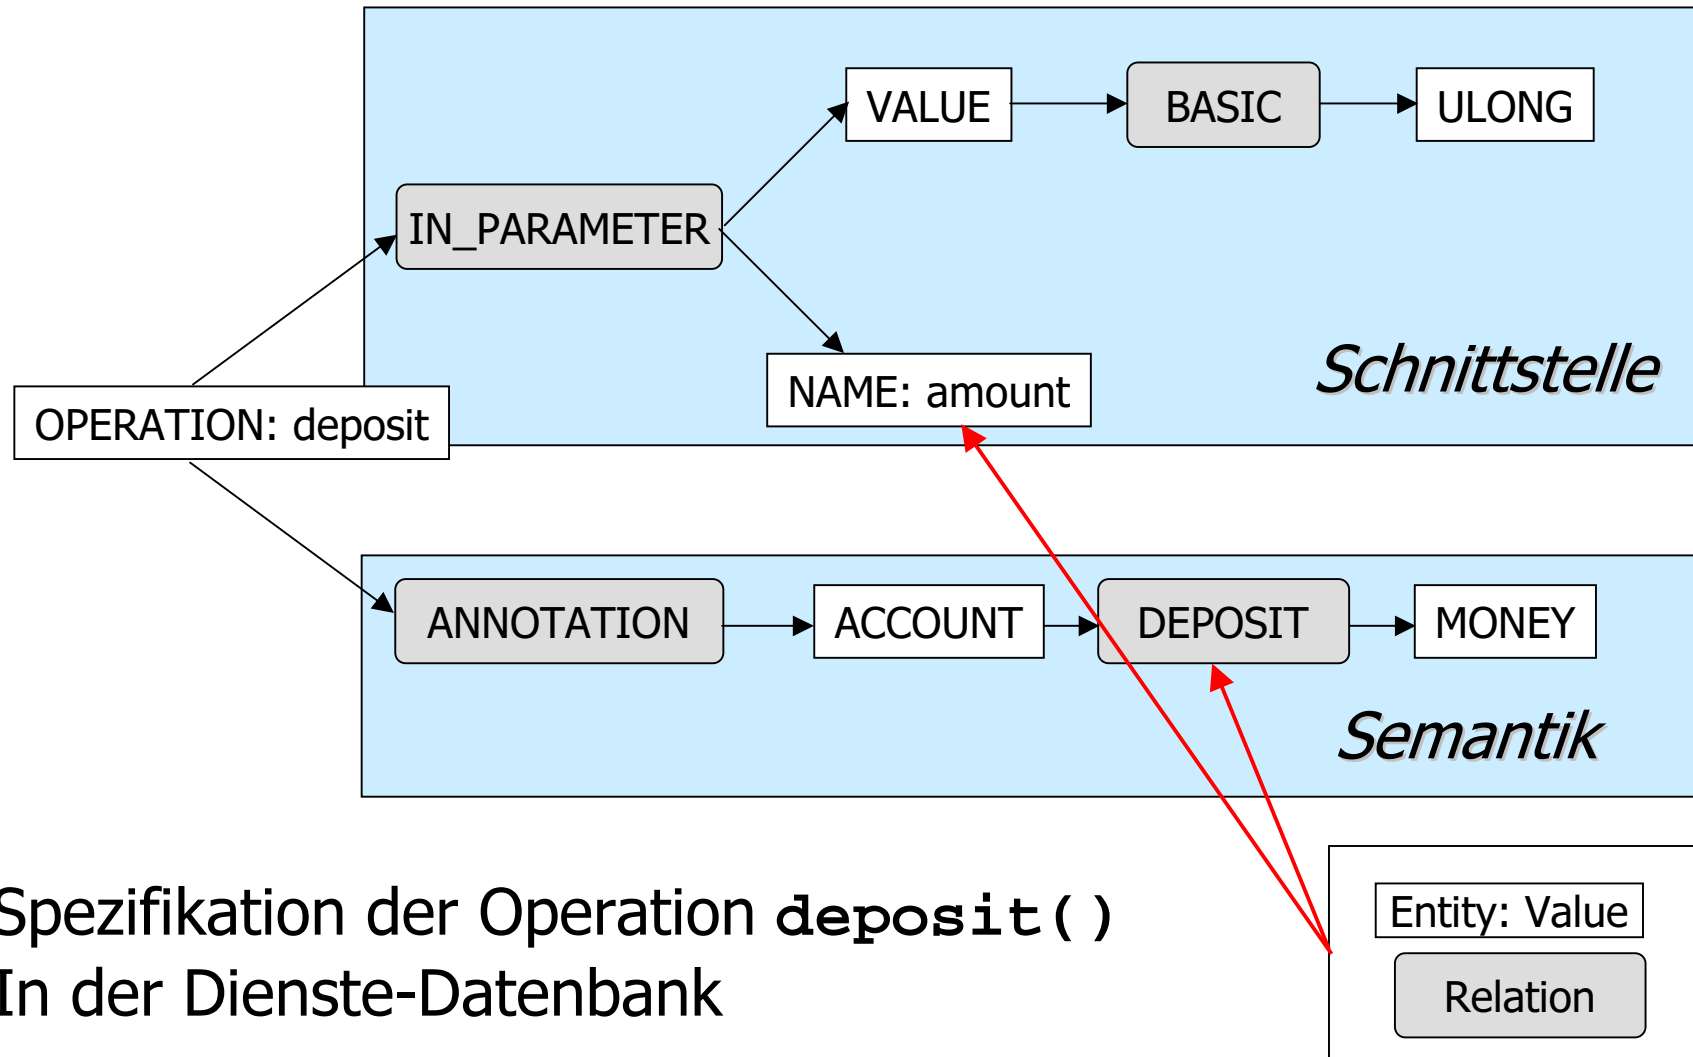 VALUE
BASIC
ULONG
IN_PARAMETER
NAME: amount
Schnittstelle
OPERATION: deposit
ANNOTATION
ACCOUNT
DEPOSIT
MONEY
Semantik
Spezifikation der Operation deposit()
In der Dienste-Datenbank
Entity: Value
Relation